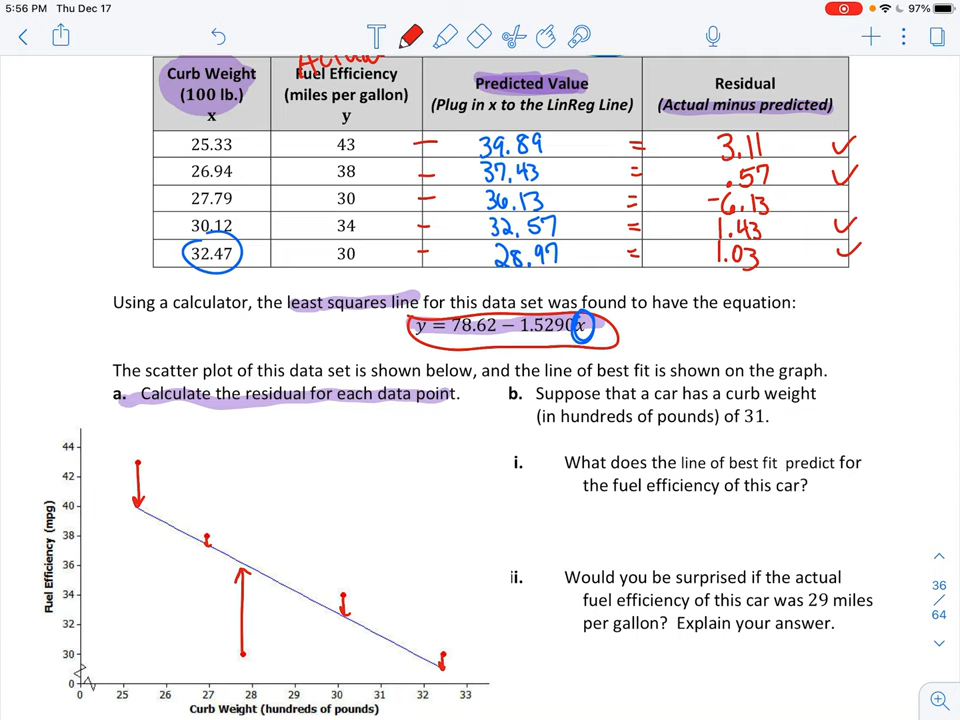 5:56 PM Thu Dec 17
97%
Actual
Curb Weight (100 lb.) x
Fuel Efficiency (miles per gallon) y
Predicted Value (Plug in x to the LinReg Line)
Residual (Actual minus predicted)
25.33 43 – 39.89 = 3.11 ✓
26.94 38 – 37.43 = .57 ✓
27.79 30 – 36.13 = -6.13
30.12 34 – 32.57 = 1.43 ✓
32.47 30 – 28.97 = 1.03 ✓
Using a calculator, the least squares line for this data set was found to have the equation:
y = 78.62 − 1.5290x
The scatter plot of this data set is shown below, and the line of best fit is shown on the graph.
a. Calculate the residual for each data point.
b. Suppose that a car has a curb weight
(in hundreds of pounds) of 31.
i. What does the line of best fit predict for
the fuel efficiency of this car?
ii. Would you be surprised if the actual
fuel efficiency of this car was 29 miles
per gallon? Explain your answer.
Fuel Efficiency (mpg)
44
42
40
38
36
34
32
30
0
0 25 26 27 28 29 30 31 32 33
Curb Weight (hundreds of pounds)
36
/
64